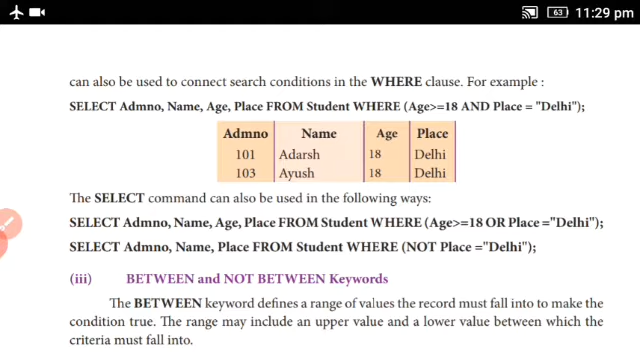 63 11:29 pm
can also be used to connect search conditions in the WHERE clause. For example :
SELECT Admno, Name, Age, Place FROM Student WHERE (Age>=18 AND Place = "Delhi");
Admno Name Age Place
101 Adarsh 18 Delhi
103 Ayush 18 Delhi
The SELECT command can also be used in the following ways:
SELECT Admno, Name, Age, Place FROM Student WHERE (Age>=18 OR Place ="Delhi");
SELECT Admno, Name, Place FROM Student WHERE (NOT Place ="Delhi");
(iii) BETWEEN and NOT BETWEEN Keywords
The BETWEEN keyword defines a range of values the record must fall into to make the
condition true. The range may include an upper value and a lower value between which the
criteria must fall into.